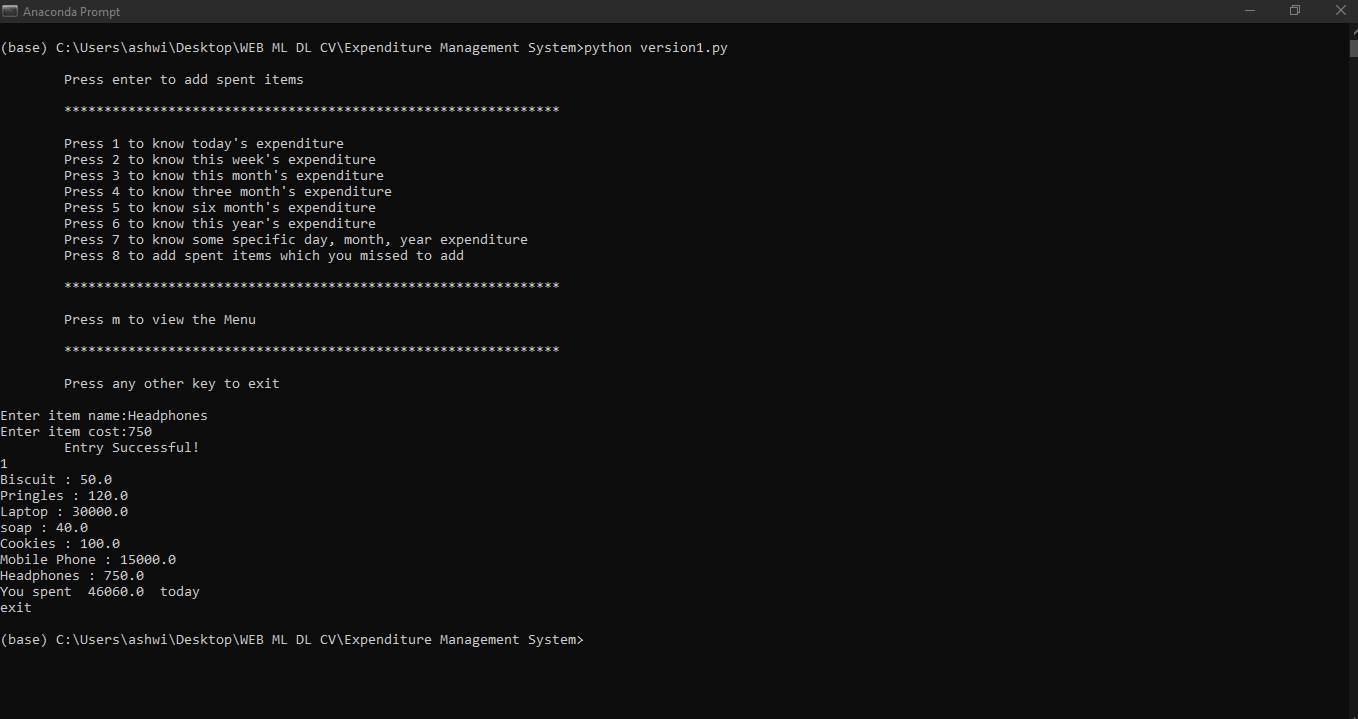 Anaconda Prompt
(base) C:\Users\ashwi\Desktop\WEB ML DL CV\Expenditure Management System>python version1.py
Press enter to add spent items
**************************************************************
Press 1 to know today's expenditure
Press 2 to know this week's expenditure
Press 3 to know this month's expenditure
Press 4 to know three month's expenditure
Press 5 to know six month's expenditure
Press 6 to know this year's expenditure
Press 7 to know some specific day, month, year expenditure
Press 8 to add spent items which you missed to add
**************************************************************
Press m to view the Menu
**************************************************************
Press any other key to exit
Enter item name:Headphones
Enter item cost:750
Entry Successful!
1
Biscuit : 50.0
Pringles : 120.0
Laptop : 30000.0
soap : 40.0
Cookies : 100.0
Mobile Phone : 15000.0
Headphones : 750.0
You spent  46060.0  today
exit
(base) C:\Users\ashwi\Desktop\WEB ML DL CV\Expenditure Management System>